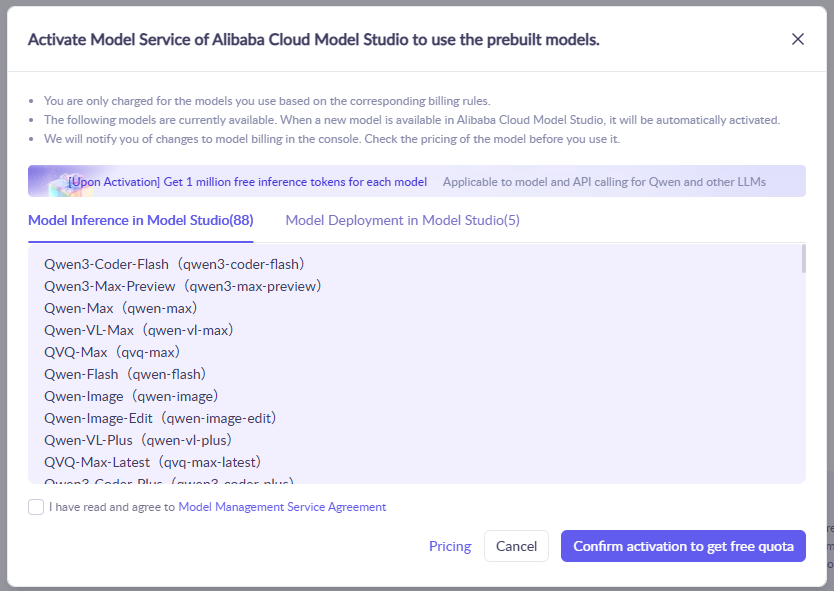 Activate Model Service of Alibaba Cloud Model Studio to use the prebuilt models.
You are only charged for the models you use based on the corresponding billing rules.
The following models are currently available. When a new model is available in Alibaba Cloud Model Studio, it will be automatically activated.
We will notify you of changes to model billing in the console. Check the pricing of the model before you use it.
[Upon Activation] Get 1 million free inference tokens for each model Applicable to model and API calling for Qwen and other LLMs
Model Inference in Model Studio(88) Model Deployment in Model Studio(5)
Qwen3-Coder-Flash（qwen3-coder-flash）
Qwen3-Max-Preview（qwen3-max-preview）
Qwen-Max（qwen-max）
Qwen-VL-Max（qwen-vl-max）
QVQ-Max（qvq-max）
Qwen-Flash（qwen-flash）
Qwen-Image（qwen-image）
Qwen-Image-Edit（qwen-image-edit）
Qwen-VL-Plus（qwen-vl-plus）
QVQ-Max-Latest（qvq-max-latest）
Qwen3-Coder-Plus（qwen3-coder-plus）
I have read and agree to Model Management Service Agreement
Pricing Cancel Confirm activation to get free quota